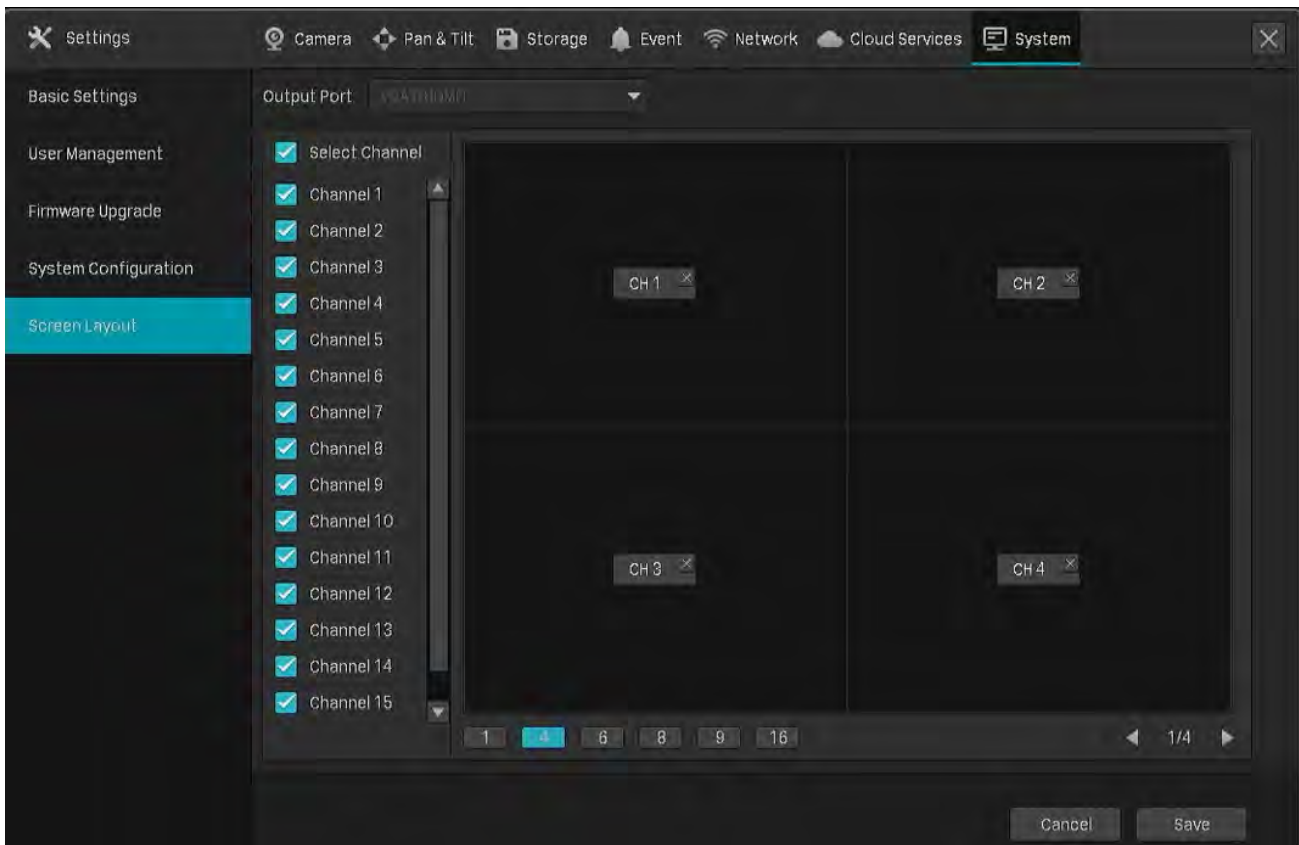 Settings Camera Pan & Tilt Storage Event Network Cloud Services System
Basic Settings
User Management
Firmware Upgrade
System Configuration
Screen Layout
Output Port
Select Channel
Channel 1
Channel 2
Channel 3
Channel 4
Channel 5
Channel 6
Channel 7
Channel 8
Channel 9
Channel 10
Channel 11
Channel 12
Channel 13
Channel 14
Channel 15
CH 1 CH 2
CH 3 CH 4
1 4 6 8 9 16 1/4
Cancel Save